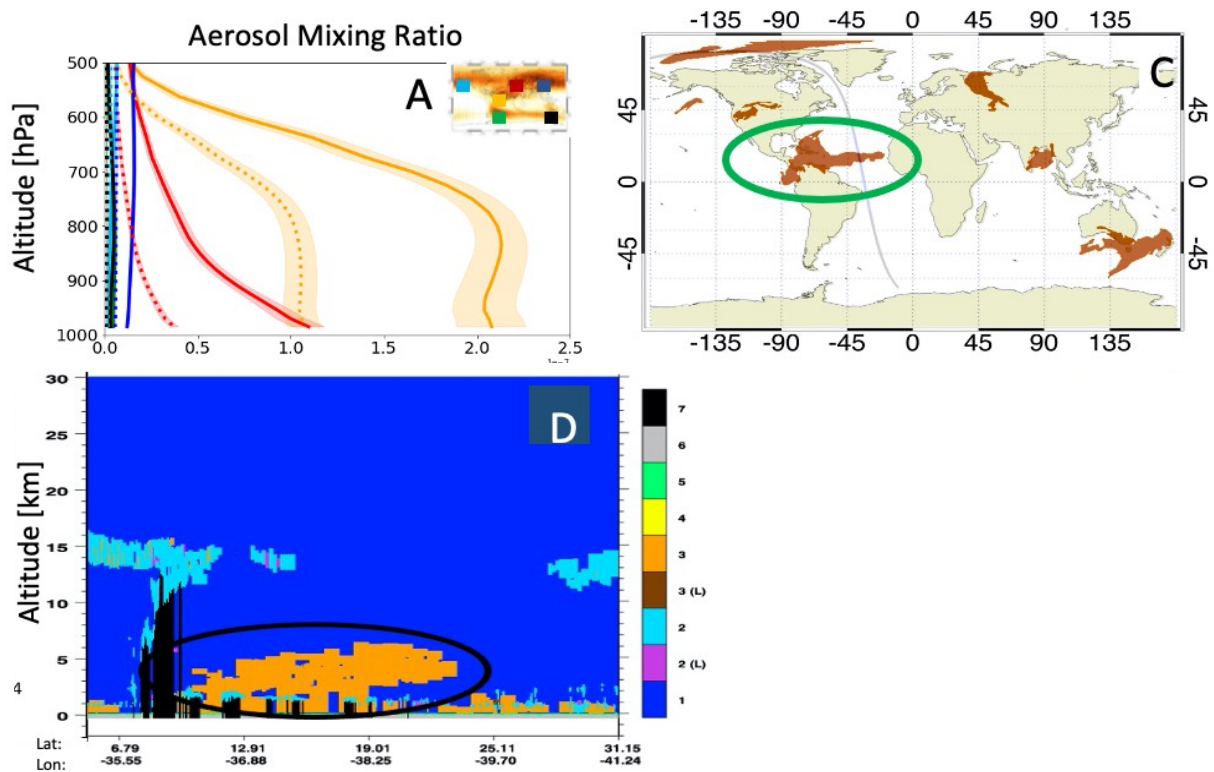 Aerosol Mixing Ratio
A
Altitude [hPa]
500
600
700
800
900
1000
0.0 0.5 1.0 1.5 2.0 2.5
C
-135 -90 -45 0 45 90 135
45 0 -45
45 0 -45
-135 -90 -45 0 45 90 135
D
Altitude [km]
30
25
20
15
10
5
0
4
7
6
5
4
3
3 (L)
2
2 (L)
1
Lat: 6.79 12.91 19.01 25.11 31.15
Lon: -35.55 -36.88 -38.25 -39.70 -41.24